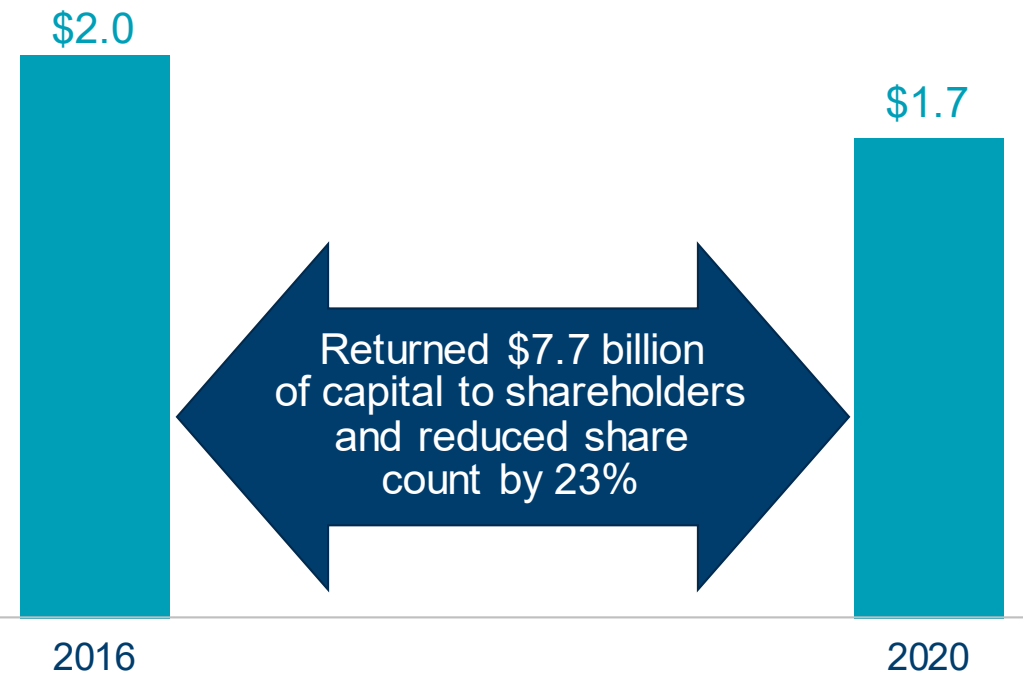 $2.0
$1.7
Returned $7.7 billion
of capital to shareholders
and reduced share
count by 23%
2016
2020